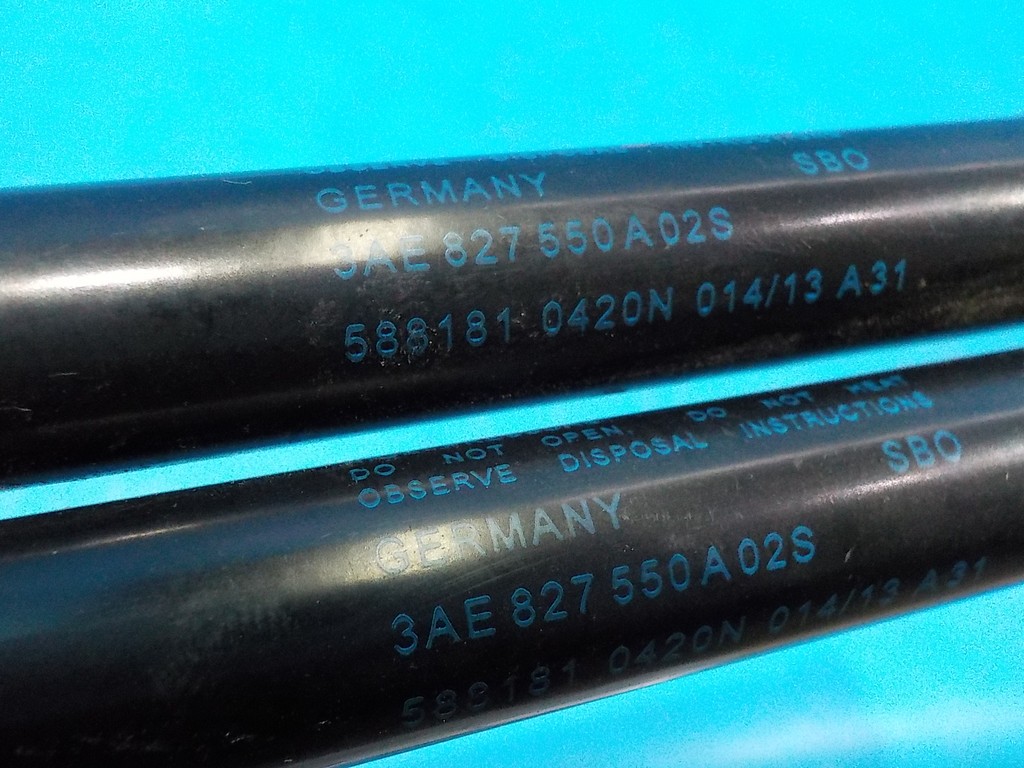 GERMANY SBO
3AE 827 550 A 02S
588181 0420N 014/13 A31
DO NOT OPEN. DO NOT HEAT
OBSERVE DISPOSAL INSTRUCTIONS
GERMANY SBO
3AE 827 550 A 02S
588181 0420N 014/13 A31